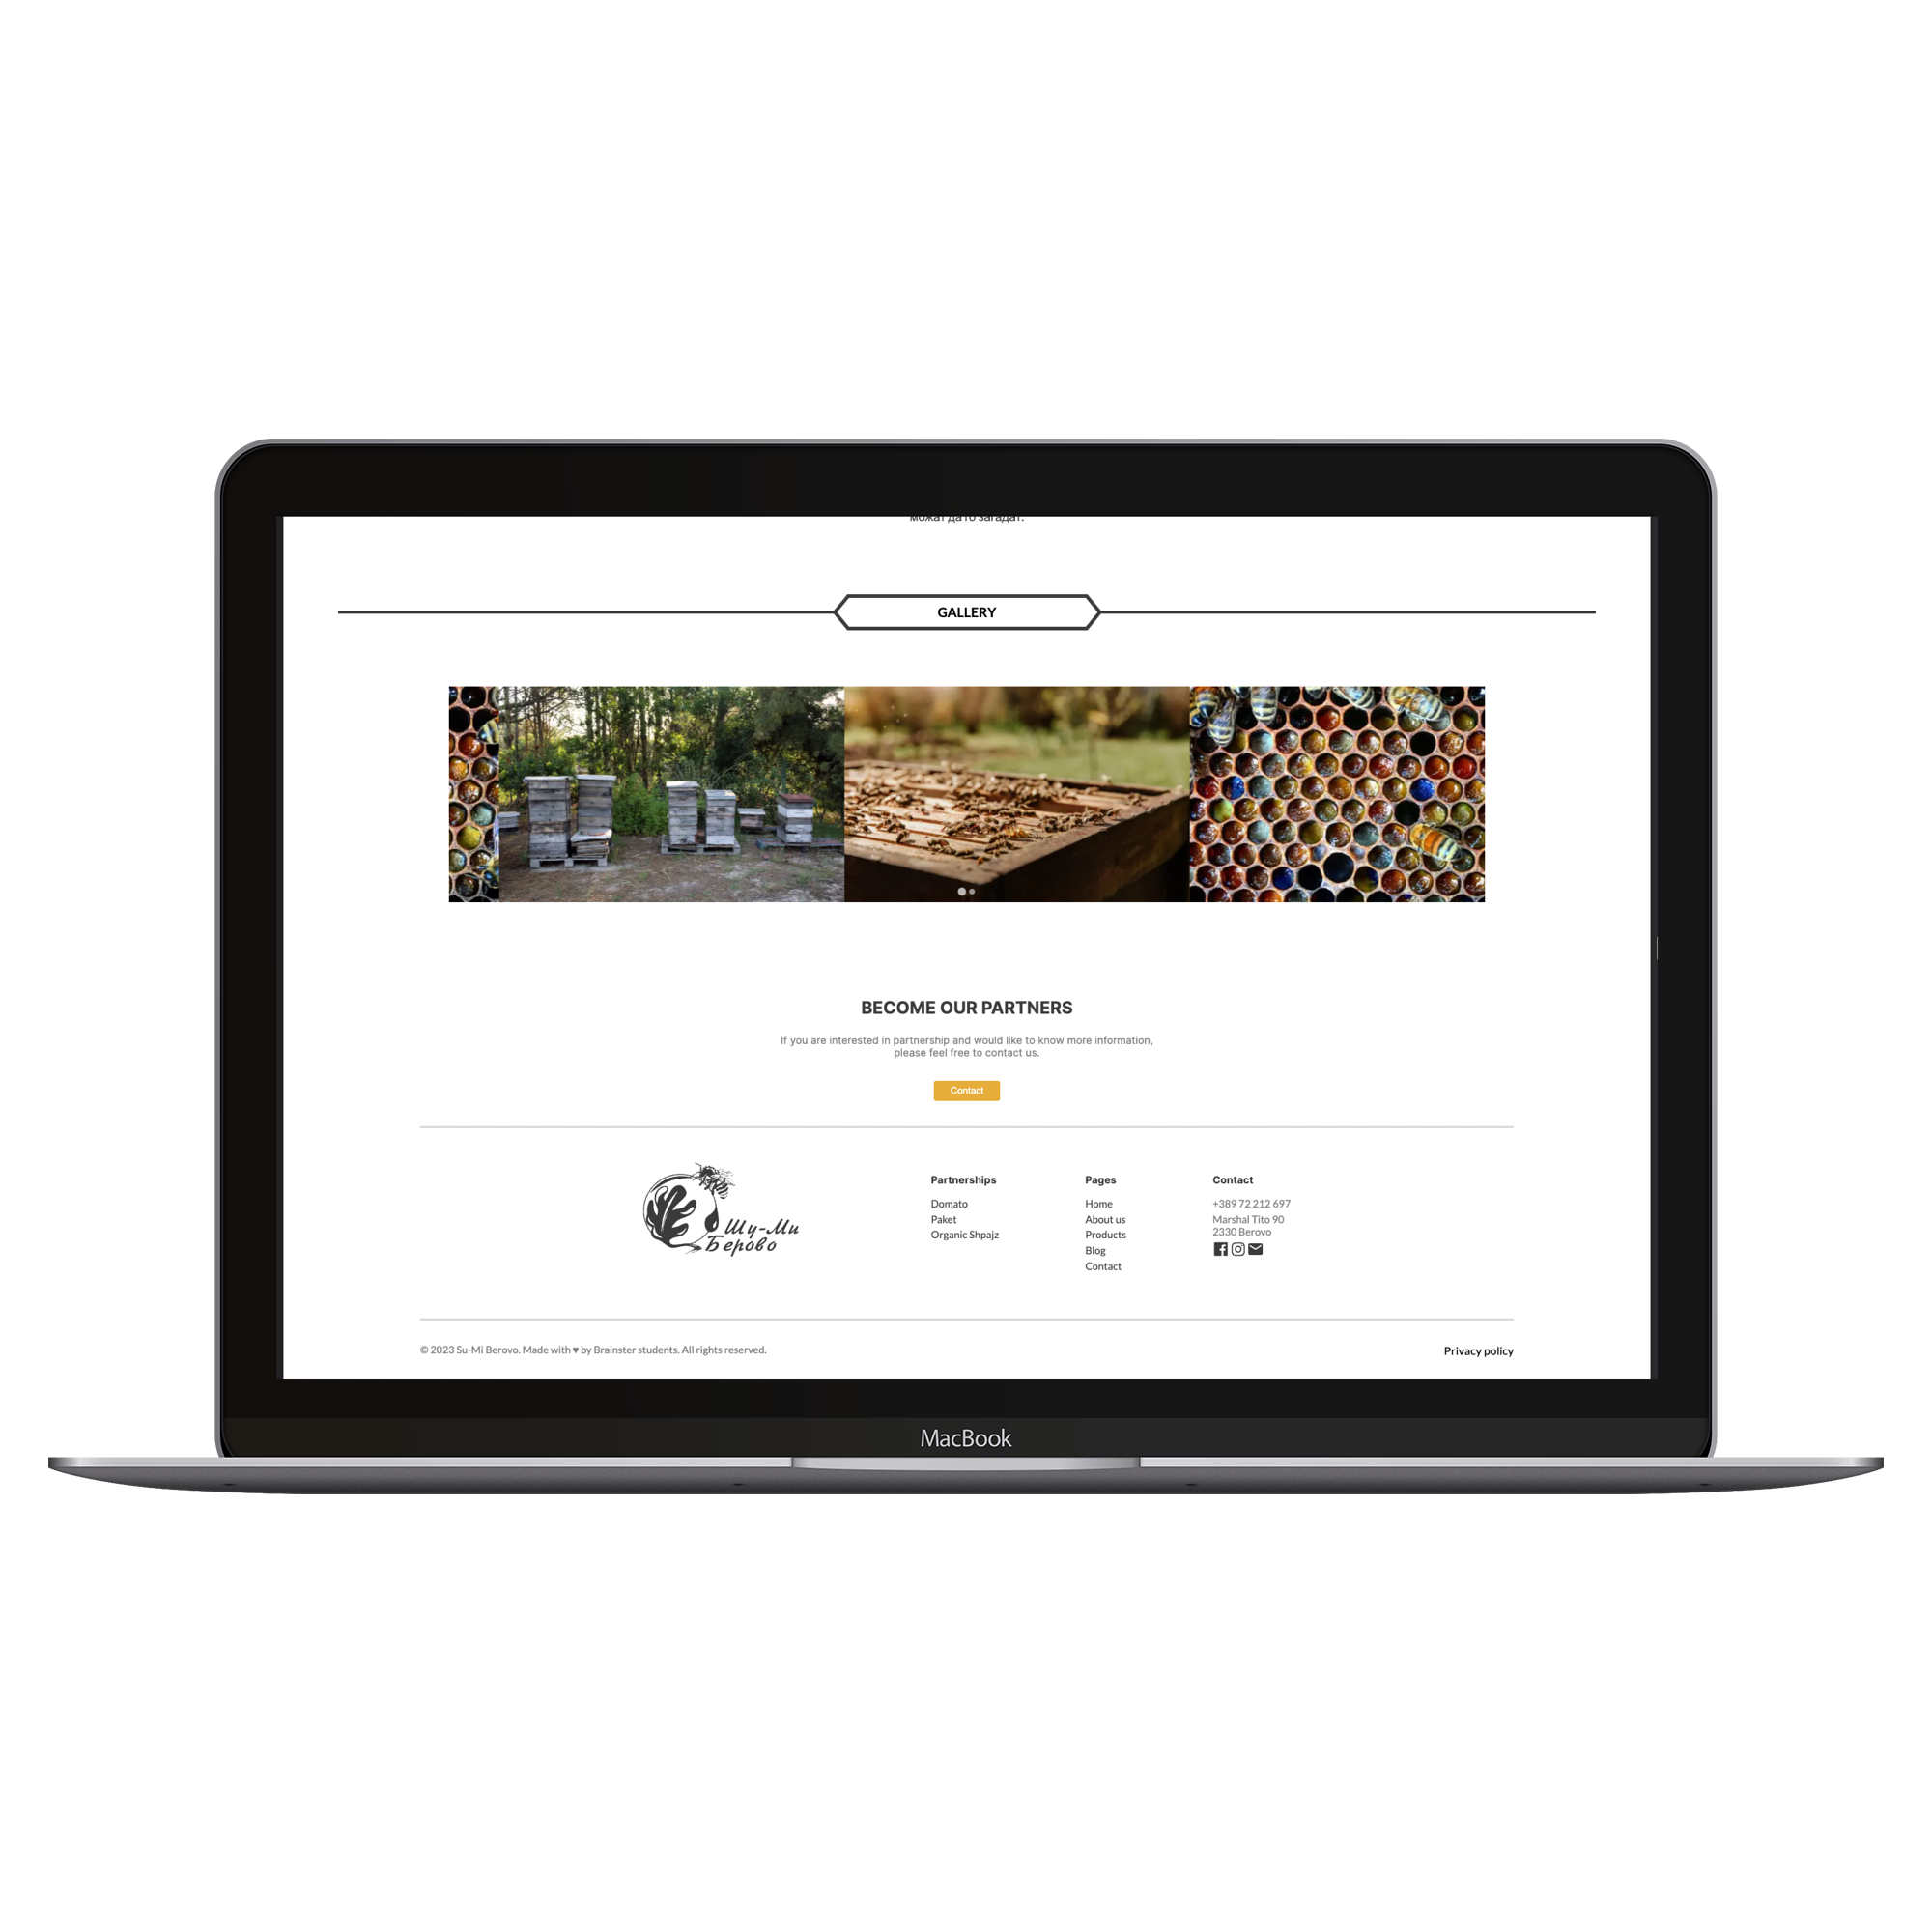 можат да го загадат.
GALLERY
BECOME OUR PARTNERS
If you are interested in partnership and would like to know more information,
please feel free to contact us.
Contact
Шу-Ми
Берово
Partnerships
Domato
Paket
Organic Shpajz
Pages
Home
About us
Products
Blog
Contact
Contact
+389 72 212 697
Marshal Tito 90
2330 Berovo
© 2023 Su-Mi Berovo. Made with ♥ by Brainster students. All rights reserved.
Privacy policy
MacBook